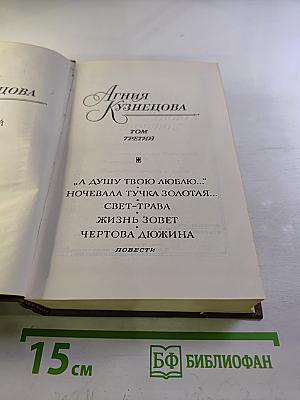 ЦОВА
Й
АГНИЯ
КУЗНЕЦОВА
ТОМ
ТРЕТИЙ
„А ДУШУ ТВОЮ ЛЮБЛЮ...“
НОЧЕВАЛА ТУЧКА ЗОЛОТАЯ...
СВЕТ-ТРАВА
ЖИЗНЬ ЗОВЕТ
ЧЕРТОВА ДЮЖИНА
ПОВЕСТИ
15 см
БФ БИБЛИОФАН